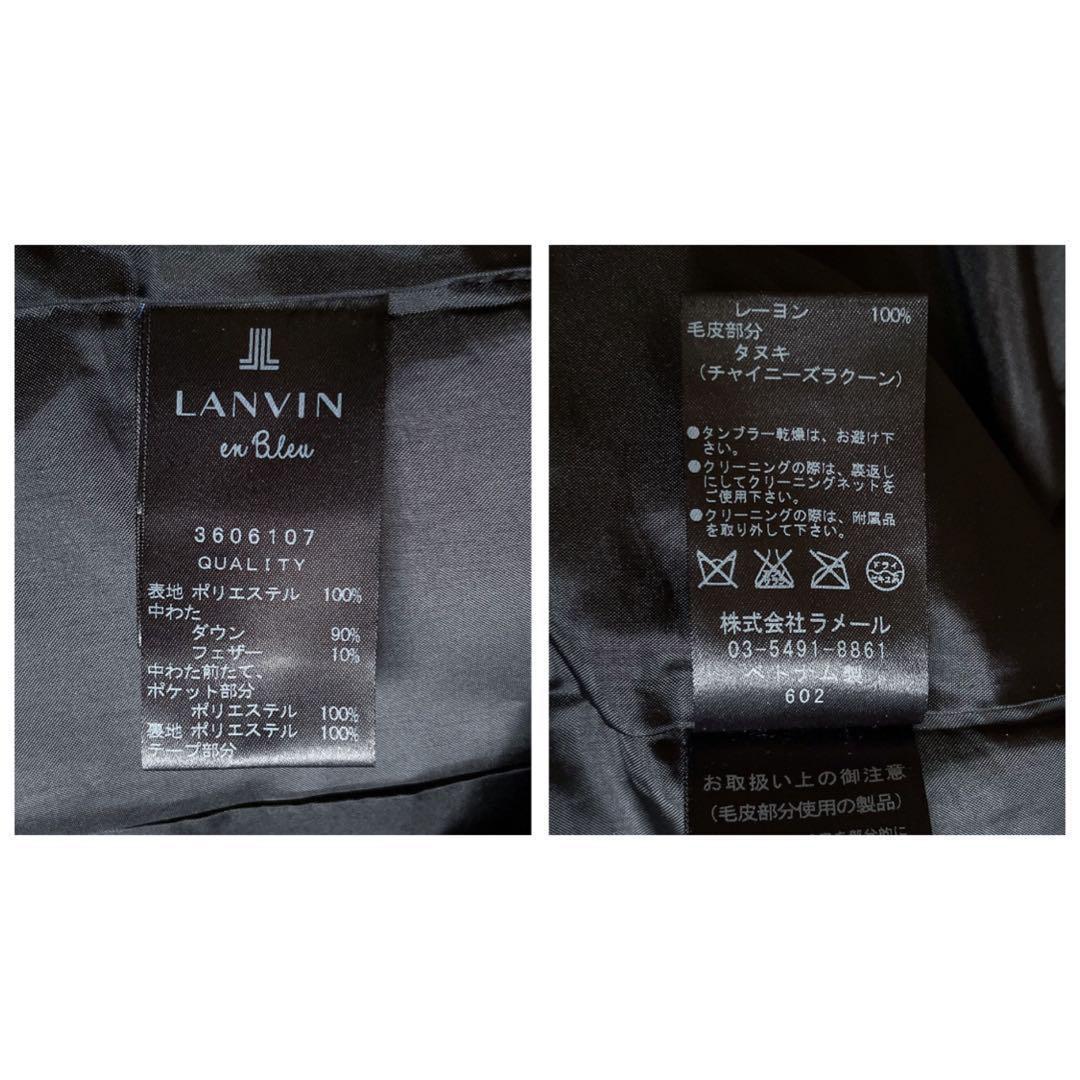 LANVIN
en Bleu
3606107
QUALITY
表地 ポリエステル 100%
中わた
ダウン 90%
フェザー 10%
中わた前たて、
ポケット部分
ポリエステル 100%
裏地 ポリエステル 100%
テープ部分
レーヨン 100%
毛皮部分
タヌキ
(チャイニーズラクーン)
●タンブラー乾燥は、お避け下
さい。
●クリーニングの際は、裏返し
にしてクリーニングネットを
ご使用下さい。
●クリーニングの際は、附属品
を取り外して下さい。
ドライ
セキユ系
株式会社ラメール
03-5491-8861
ベトナム製
602
お取扱い上の御注意
(毛皮部分使用の製品)
を部分的に